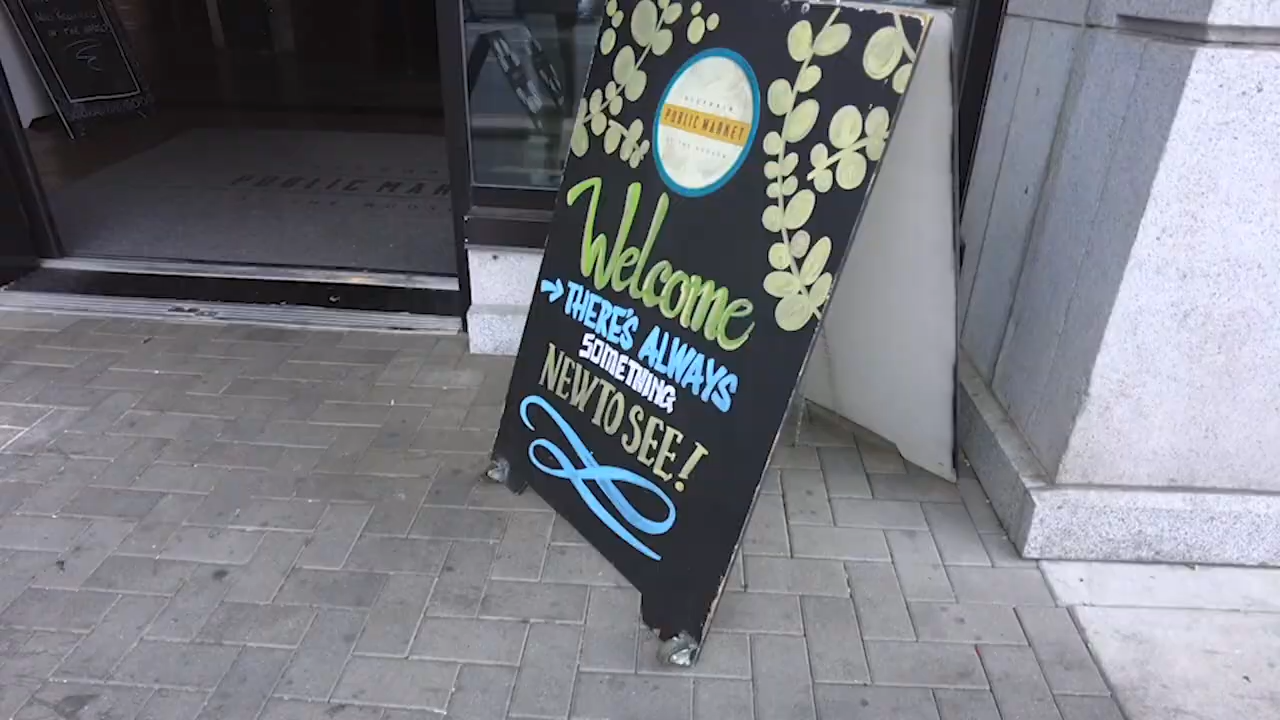 PUBLIC MARKET
Welcome
THERE'S ALWAYS
SOMETHING
NEW TO SEE!
PUBLIC MAR